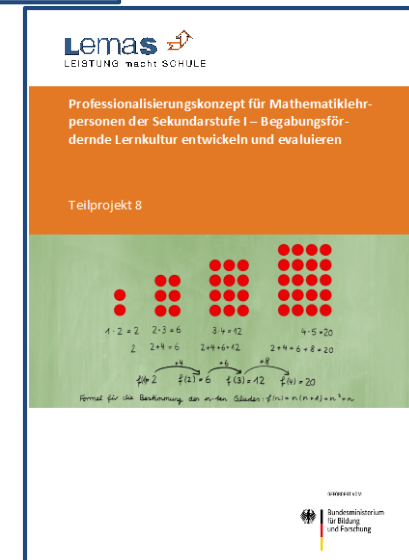 Lemas
LEISTUNG macht SCHULE
Professionalisierungskonzept für Mathematiklehr-
personen der Sekundarstufe I – Begabungsför-
dernde Lernkultur entwickeln und evaluieren
Teilprojekt 8
1 · 2 = 2 2 · 3 = 6 3 · 4 = 12 4 · 5 = 20
2 2+4 = 6 2+4+6 = 12 2+4+6+8 = 20
+4 +6 +8
f(2) = 6 f(3) = 12 f(4) = 20
Formel für die Bestimmung des n-ten Gliedes: f(n) = n(n+1) = n²+n
GEFÖRDERT VOM
Bundesministerium
für Bildung
und Forschung